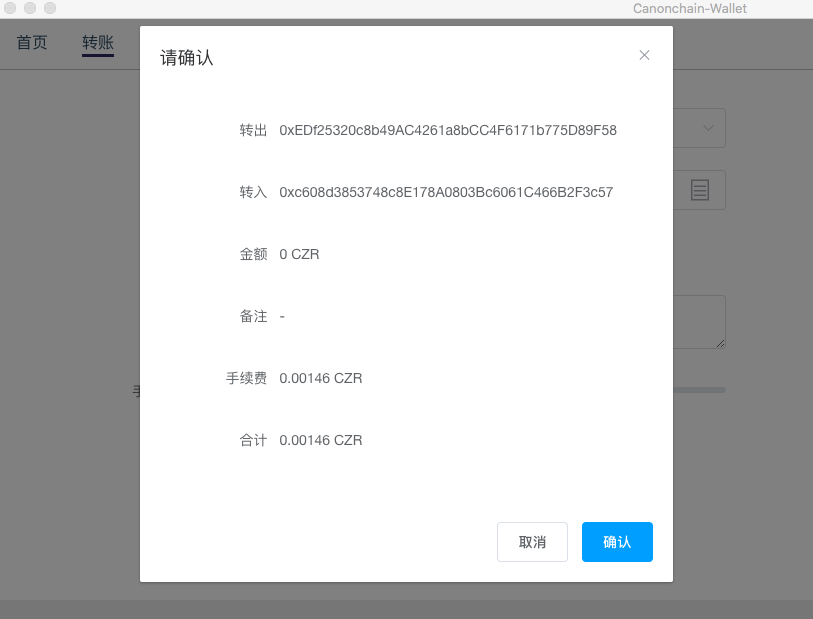 Canonchain-Wallet
首页 转账
请确认
转出 0xEDf25320c8b49AC4261a8bCC4F6171b775D89F58
转入 0xc608d3853748c8E178A0803Bc6061C466B2F3c57
金额 0 CZR
备注 -
手续费 0.00146 CZR
合计 0.00146 CZR
取消 确认